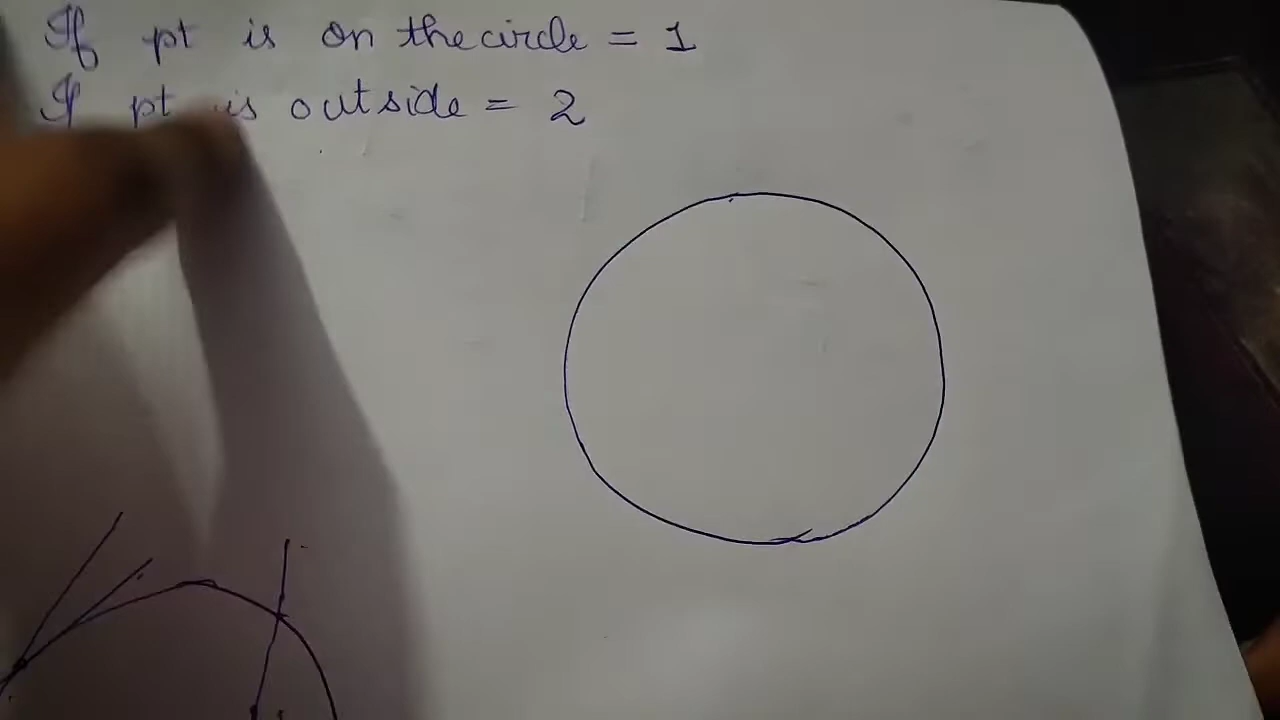 If pt is on the circle = 1
If pt is outside = 2